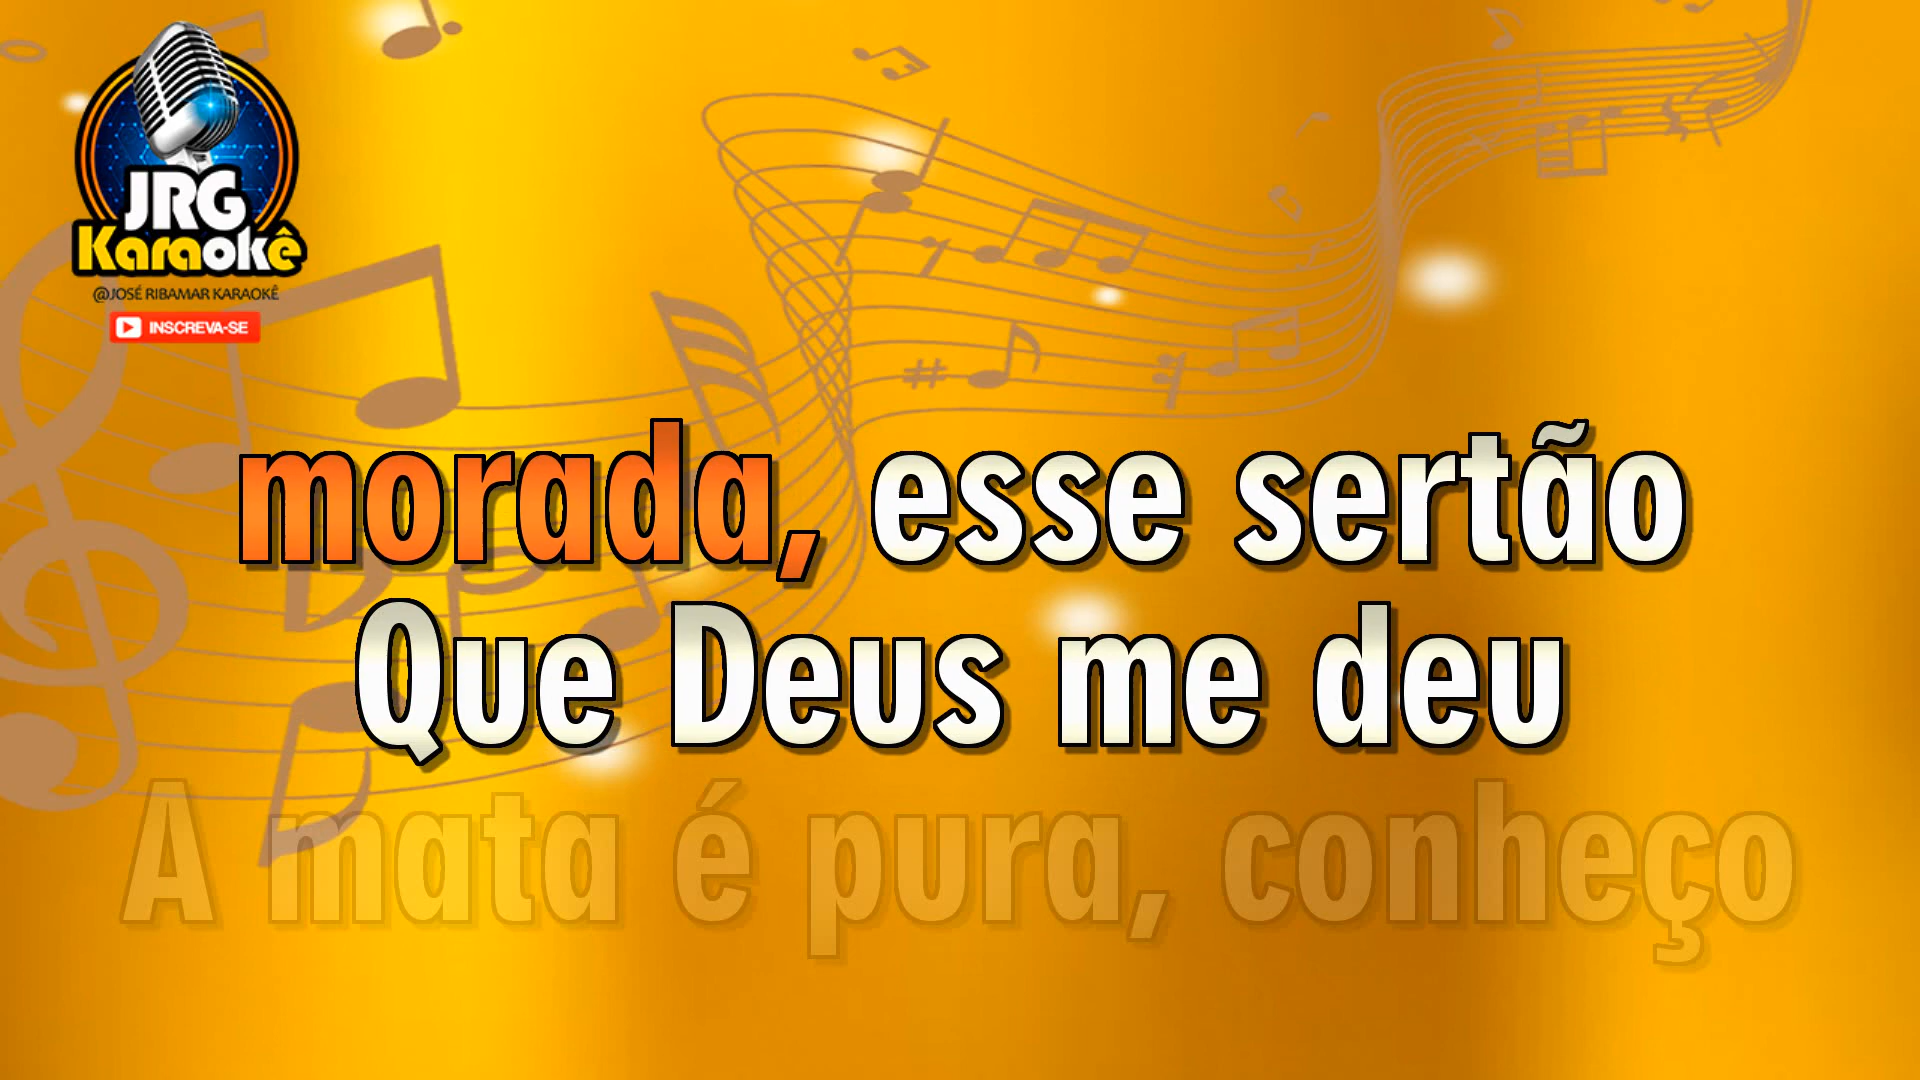 JRG
Karaokê
@JOSÉ RIBAMAR KARAOKÊ
INSCREVA-SE
morada, esse sertão
Que Deus me deu
A mata é pura, conheço